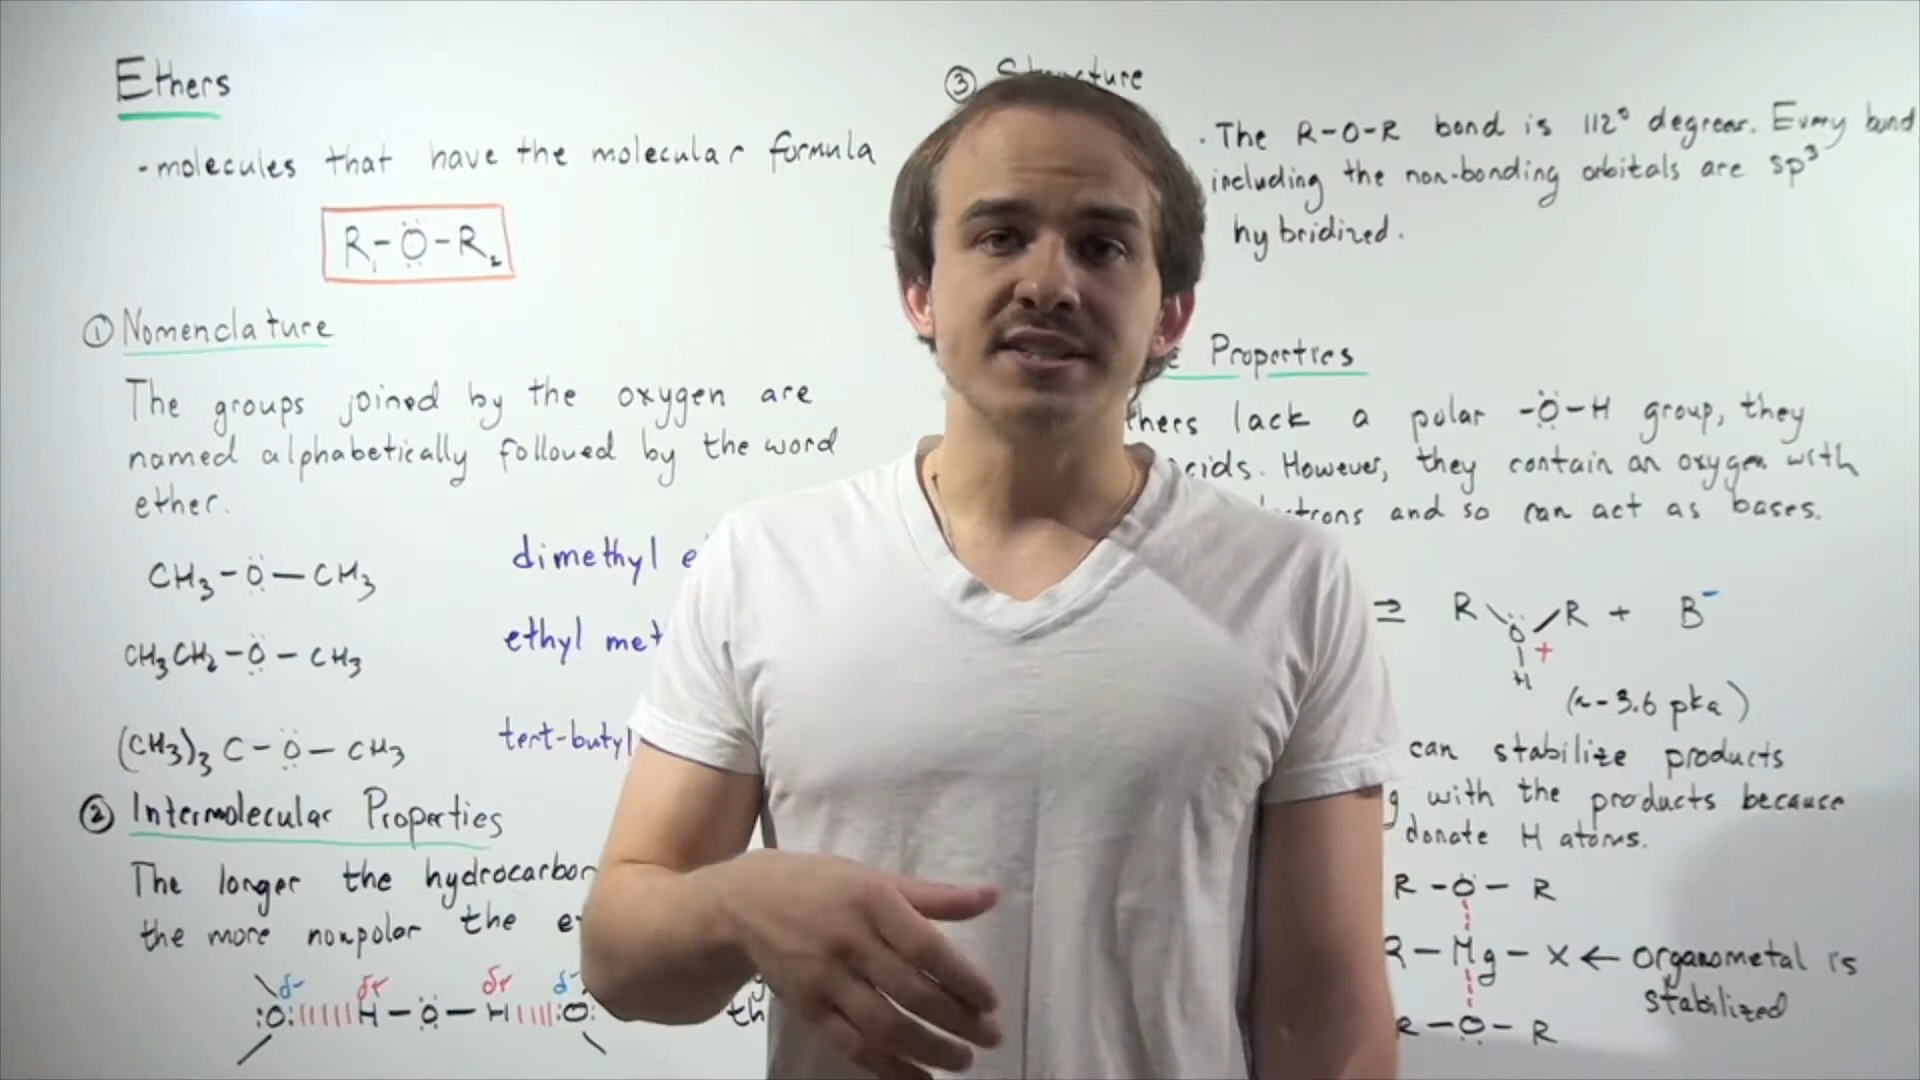 Ethers
- molecules that have the molecular formula
R₁-Ö-R₂
① Nomenclature
The groups joined by the oxygen are
named alphabetically followed by the word
ether.
CH₃-O-CH₃ dimethyl
CH₃CH₂-O-CH₃ ethyl
(CH₃)₃C-O-CH₃ tert-butyl
② Intermolecular Properties
The longer the hydrocarbon
the more nonpolar the
δ- δ+ δ+ δ-
:O: H-O-H :O:
③ Structure
· The R-O-R bond is 112° degrees. Every bond
including the non-bonding orbitals are sp³
hybridized.
Properties
lack a polar -O-H group, they
However, they contain an oxygen with
and so can act as bases.
⇌ R O R + B⁻
+
H
(~-3.6 pka)
can stabilize products
with the products because
donate H atoms.
R-O-R
R-Mg-X ← organometal is
stabilized
R-O-R